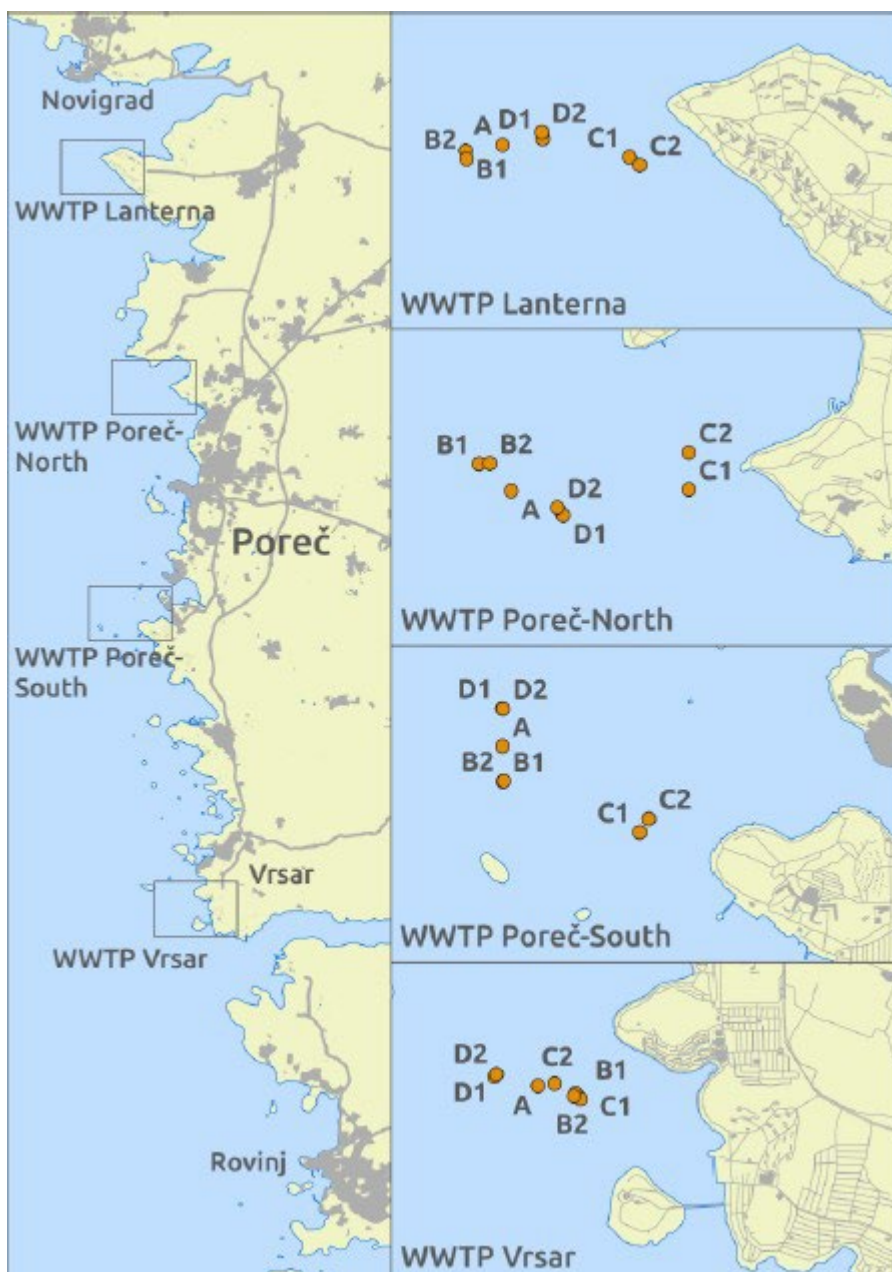 Novigrad
WWTP Lanterna
WWTP Poreč-
North
Poreč
WWTP Poreč-
South
Vrsar
WWTP Vrsar
Rovinj
A D1 D2
B2 C1 C2
B1
WWTP Lanterna
B1 B2 C2
C1
A D2
D1
WWTP Poreč-North
D1 D2
A
B2 B1
C1 C2
WWTP Poreč-South
D2 C2 B1
D1 A C1
B2
WWTP Vrsar